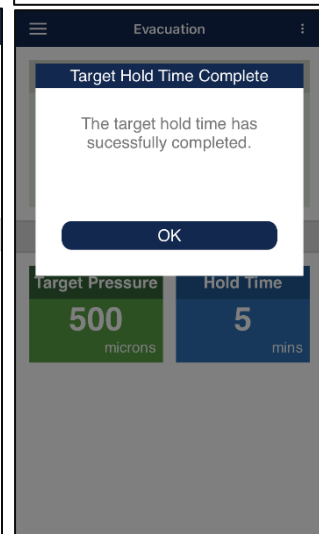 Evacuation
Target Hold Time Complete
The target hold time has
sucessfully completed.
OK
Target Pressure
500
microns
Hold Time
5
mins